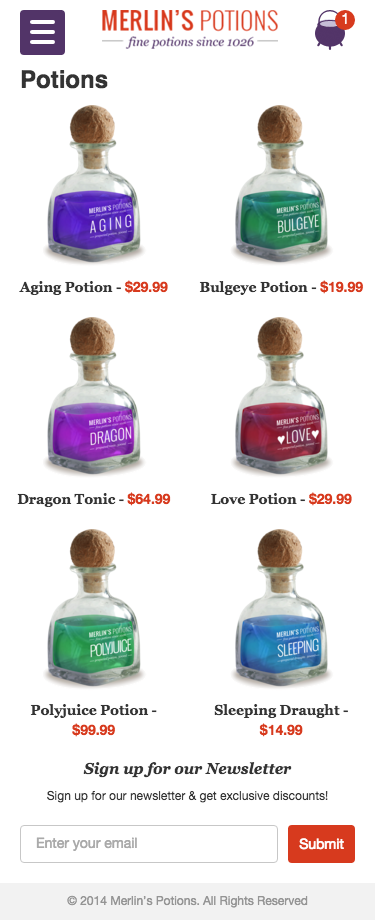 MERLIN'S POTIONS
fine potions since 1026
1
Potions
MERLIN'S POTIONS
AGING
MERLIN'S POTIONS
BULGEYE
Aging Potion - $29.99
Bulgeye Potion - $19.99
MERLIN'S POTIONS
DRAGON
MERLIN'S POTIONS
♥LOVE♥
Dragon Tonic - $64.99
Love Potion - $29.99
MERLIN'S POTIONS
POLYJUICE
MERLIN'S POTIONS
SLEEPING
Polyjuice Potion -
$99.99
Sleeping Draught -
$14.99
Sign up for our Newsletter
Sign up for our newsletter & get exclusive discounts!
Enter your email
Submit
© 2014 Merlin's Potions. All Rights Reserved